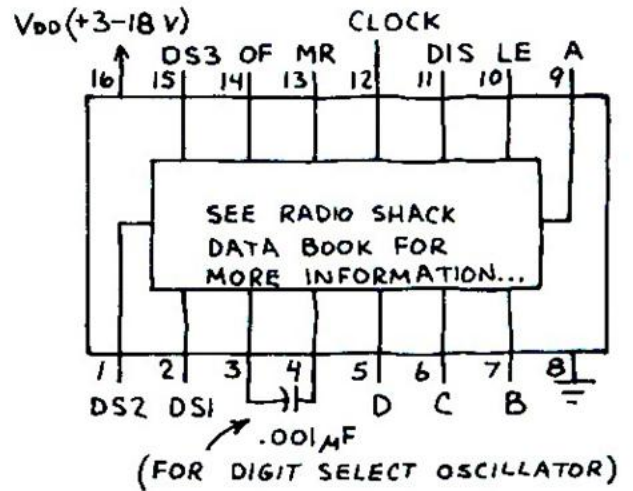 VDD (+3-18 V)
CLOCK
DS3 OF MR DIS LE A
16 15 14 13 12 11 10 9
SEE RADIO SHACK
DATA BOOK FOR
MORE INFORMATION...
1 2 3 4 5 6 7 8
DS2 DS1 D C B
.001µF
(FOR DIGIT SELECT OSCILLATOR)